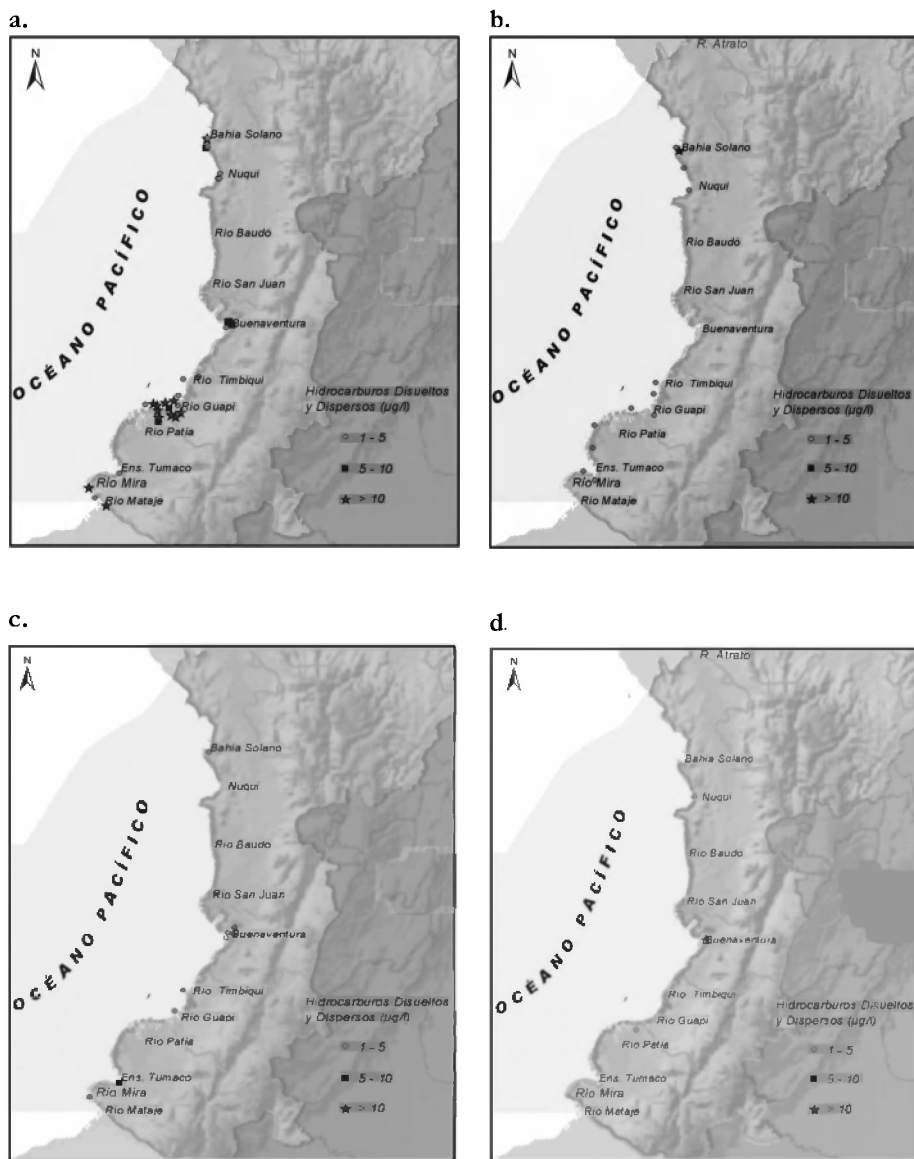 a.
N
Bahia Solano
Nuqui
Rio Baudó
Rio San Juan
Buenaventura
OCÉANO PACÍFICO
Rio Timbiqui
Rio Guapi
Rio Patia
Ens. Tumaco
Rio Mira
Rio Mataje
Hidrocarburos Disueltos
y Dispersos (µg/l)
1 - 5
5 - 10
> 10
b.
N
R. Atrato
Bahia Solano
Nuqui
Rio Baudó
Rio San Juan
Buenaventura
OCÉANO PACÍFICO
Rio Timbiqui
Rio Guapi
Rio Patia
Ens. Tumaco
Rio Mira
Rio Mataje
Hidrocarburos Disueltos
y Dispersos (µg/l)
1 - 5
5 - 10
> 10
c.
N
Bahia Solano
Nuqui
Rio Baudo
Rio San Juan
Buenaventura
OCÉANO PACÍFICO
Rio Timbiqui
Rio Guapi
Rio Patia
Ens. Tumaco
Rio Mira
Rio Mataje
Hidrocarburos Disueltos
y Dispersos (µg/l)
1 - 5
5 - 10
> 10
d.
N
R. Atrato
Bahia Solano
Nuqui
Rio Baudó
Rio San Juan
Buenaventura
OCÉANO PACÍFICO
Rio Timbiqui
Rio Guapi
Rio Patia
Ens. Tumaco
Rio Mira
Rio Mataje
Hidrocarburos Disueltos
y Dispersos (µg/l)
1 - 5
5 - 10
> 10